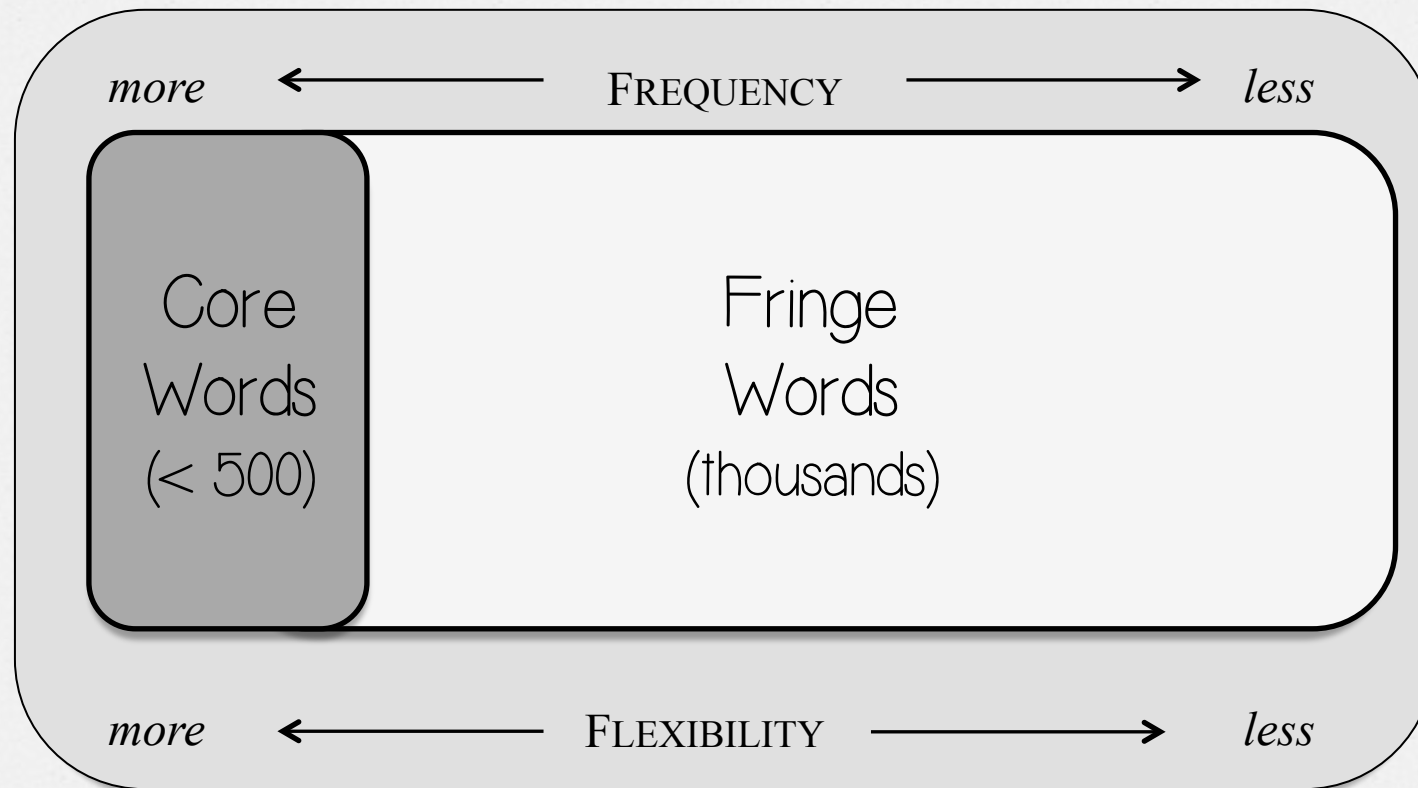 more FREQUENCY less
Core
Words
(< 500)
Fringe
Words
(thousands)
more FLEXIBILITY less